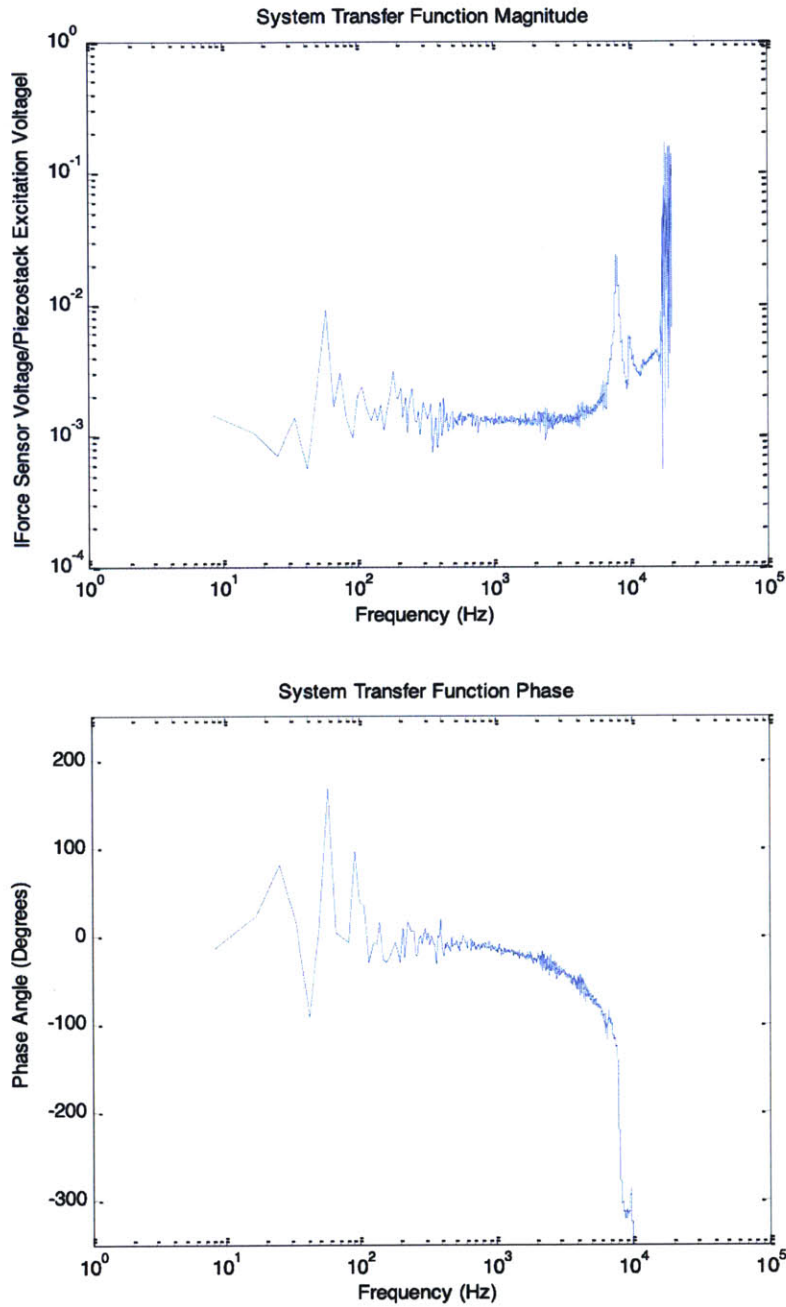 System Transfer Function Magnitude
10^0
10^-1
10^-2
10^-3
10^-4
|Force Sensor Voltage/Piezostack Excitation Voltage|
10^0 10^1 10^2 10^3 10^4 10^5
Frequency (Hz)
System Transfer Function Phase
200
100
0
-100
-200
-300
Phase Angle (Degrees)
10^0 10^1 10^2 10^3 10^4 10^5
Frequency (Hz)